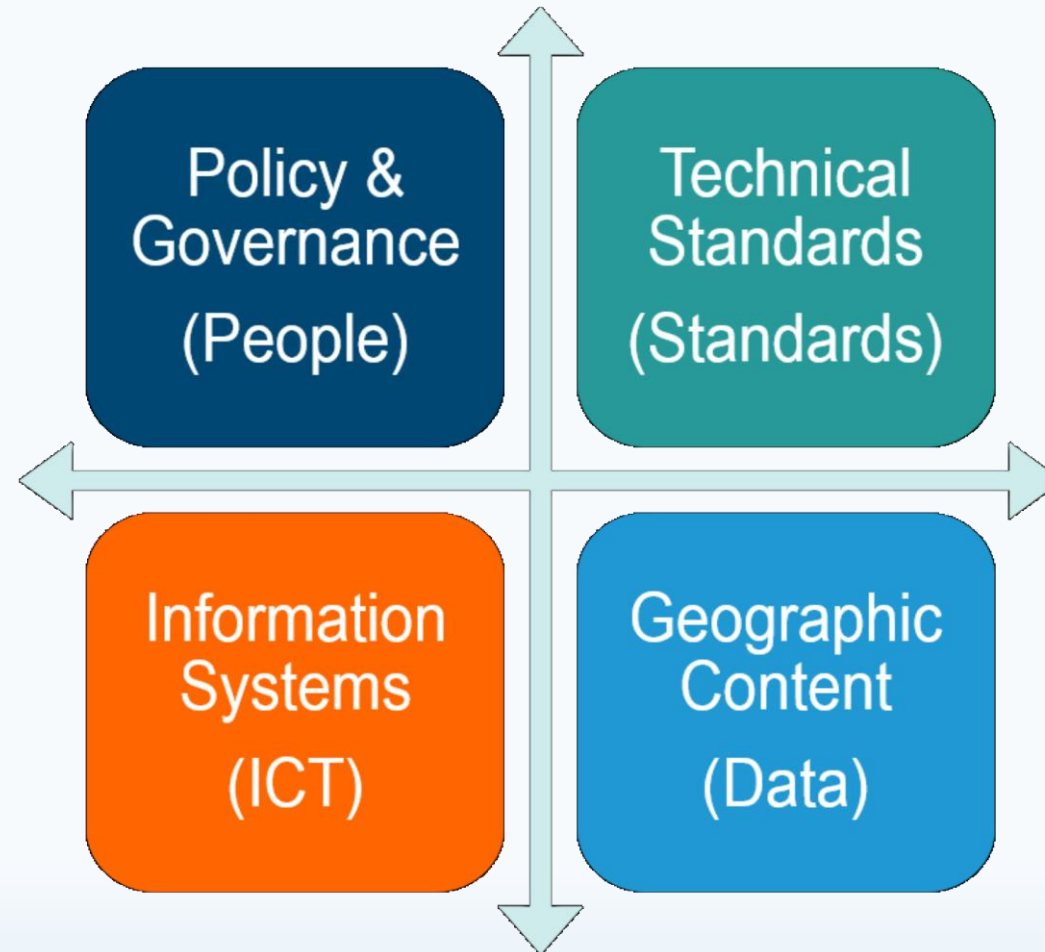 Policy &
Governance
(People)
Technical
Standards
(Standards)
Information
Systems
(ICT)
Geographic
Content
(Data)